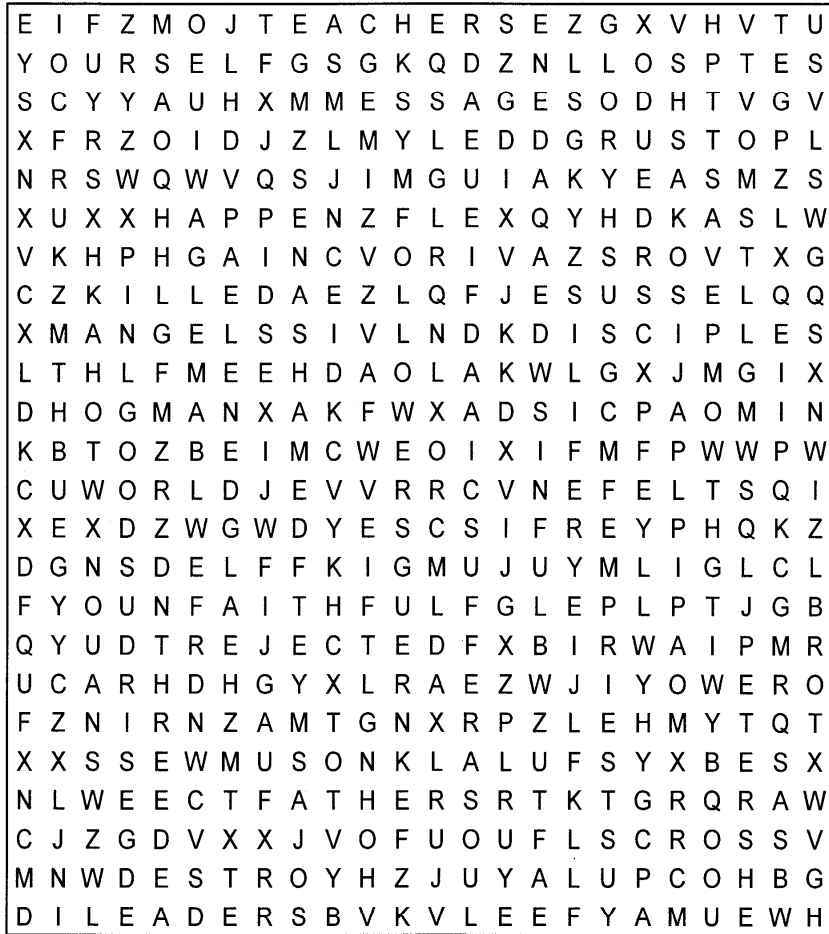 E I F Z M O J T E A C H E R S E Z G X V H V T U
Y O U R S E L F G S G K Q D Z N L L O S P T E S
S C Y Y A U H X M M E S S A G E S O D H T V G V
X F R Z O I D J Z L M Y L E D D G R U S T O P L
N R S W Q W V Q S J I M G U I A K Y E A S M Z S
X U X X H A P P E N Z F L E X Q Y H D K A S L W
V K H P H G A I N C V O R I V A Z S R O V T X G
C Z K I L L E D A E Z L Q F J E S U S S E L Q Q
X M A N G E L S S I V L N D K D I S C I P L E S
L T H L F M E E H D A O L A K W L G X J M G I X
D H O G M A N X A K F W X A D S I C P A O M I N
K B T O Z B E I M C W E O I X I F M F P W W P W
C U W O R L D J E V V R R C V N E F E L T S Q I
X E X D Z W G W D Y E S C S I F R E Y P H Q K Z
D G N S D E L F F K I G M U J U Y M L I G L C L
F Y O U N F A I T H F U L F G L E P L P T J G B
Q Y U D T R E J E C T E D F X B I R W A I P M R
U C A R H D H G Y X L R A E Z W J I Y O W E R O
F Z N I R N Z A M T G N X R P Z L E H M Y T Q T
X X S S E W M U S O N K L A L U F S Y X B E S X
N L W E E C T F A T H E R S R T K T G R Q R A W
C J Z G D V X X J V O F U O U F L S C R O S S V
M N W D E S T R O Y H Z J U Y A L U P C O H B G
D I L E A D E R S B V K V L E E F Y A M U E W H